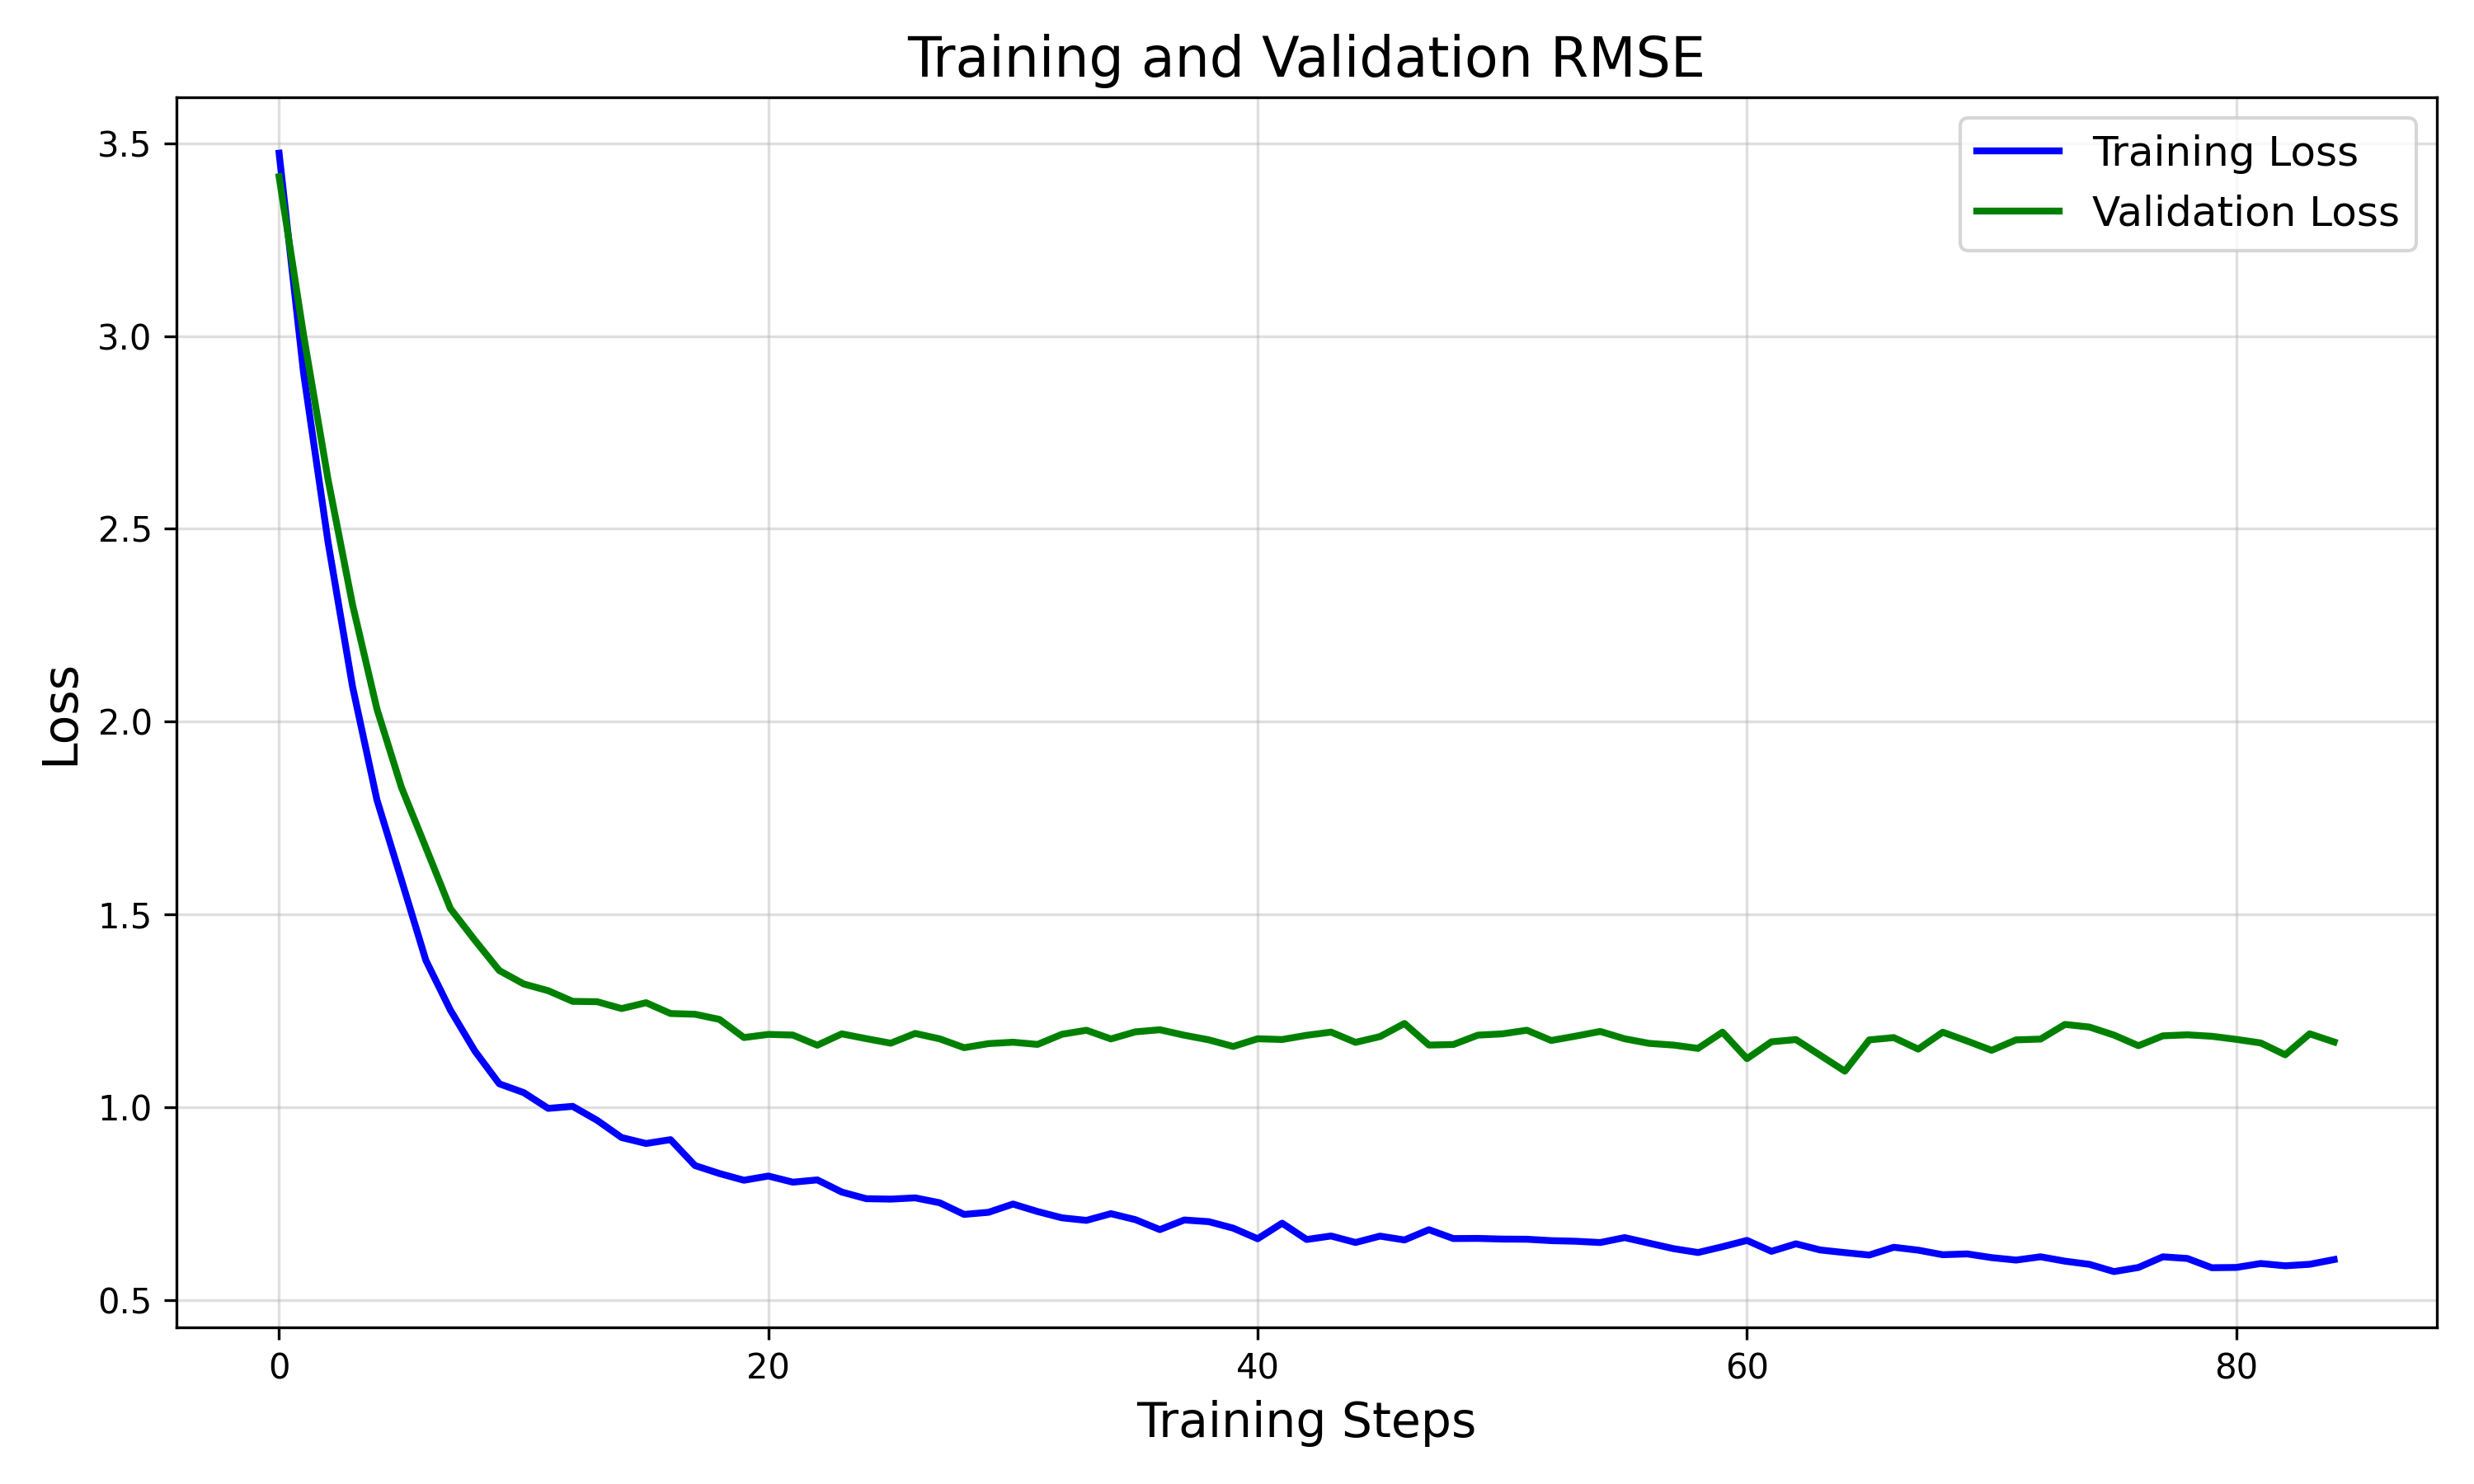 Training and Validation RMSE
Training Loss
Validation Loss
3.5
3.0
2.5
2.0
1.5
1.0
0.5
Loss
0 20 40 60 80
Training Steps